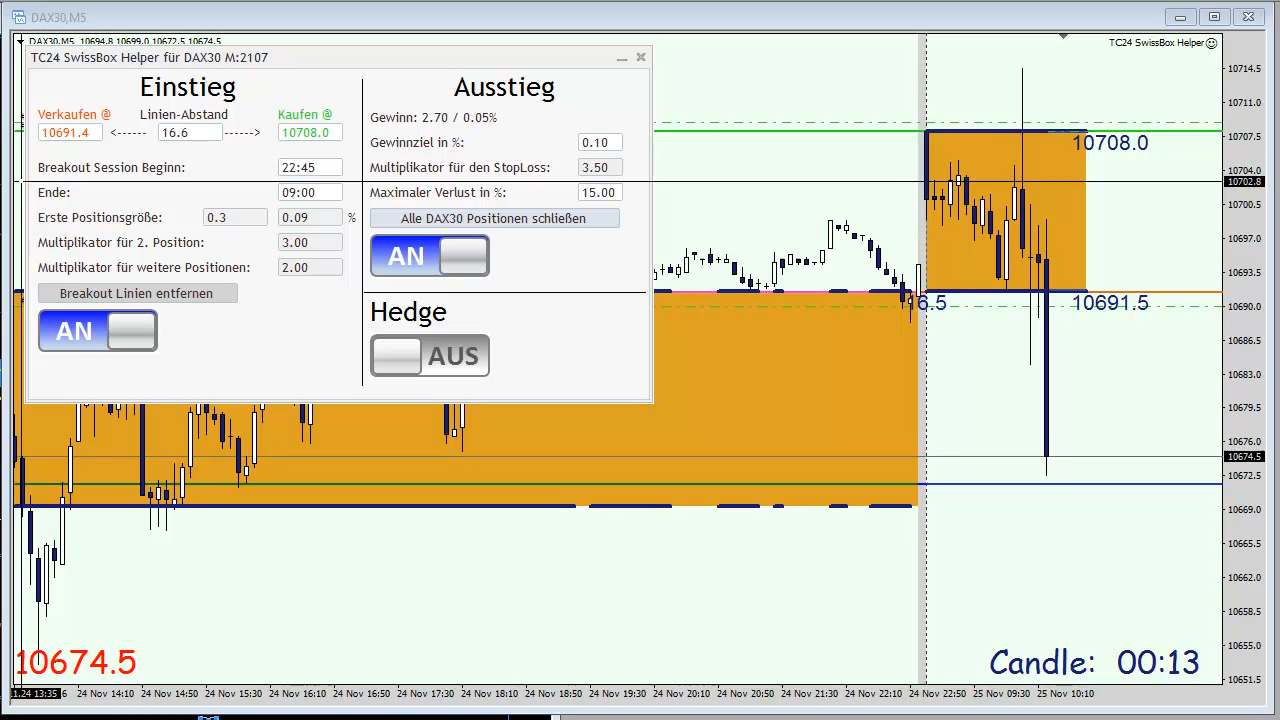 DAX30,M5
DAX30,M5 10694.8 10699.0 10672.5 10674.5
TC24 SwissBox Helper
TC24 SwissBox Helper für DAX30 M:2107
Einstieg
Verkaufen @ Linien-Abstand Kaufen @
10691.4 <------ 16.6 ------> 10708.0
Breakout Session Beginn: 22:45
Ende: 09:00
Erste Positionsgröße: 0.3 0.09 %
Multiplikator für 2. Position: 3.00
Multiplikator für weitere Positionen: 2.00
Breakout Linien entfernen
AN
Ausstieg
Gewinn: 2.70 / 0.05%
Gewinnziel in %: 0.10
Multiplikator für den StopLoss: 3.50
Maximaler Verlust in %: 15.00
Alle DAX30 Positionen schließen
AN
Hedge
AUS
10708.0
6.5
10691.5
10714.5
10711.0
10707.5
10704.0
10702.8
10700.5
10697.0
10693.5
10690.0
10686.5
10683.0
10679.5
10676.0
10674.5
10672.5
10669.0
10665.5
10662.0
10658.5
10655.0
10651.5
10674.5
Candle: 00:13
11.24 13:35 6 24 Nov 14:10 24 Nov 14:50 24 Nov 15:30 24 Nov 16:10 24 Nov 16:50 24 Nov 17:30 24 Nov 18:10 24 Nov 18:50 24 Nov 19:30 24 Nov 20:10 24 Nov 20:50 24 Nov 21:30 24 Nov 22:10 24 Nov 22:50 25 Nov 09:30 25 Nov 10:10